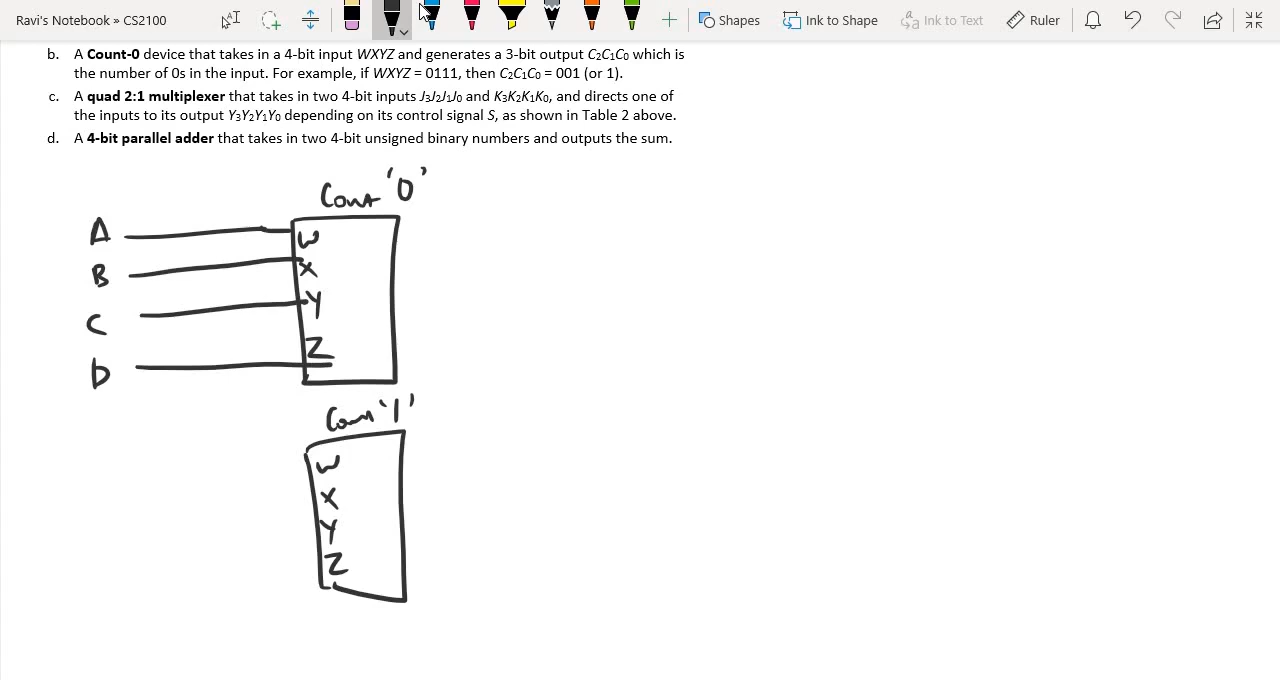 Ravi's Notebook » CS2100
Shapes
Ink to Shape
Ink to Text
Ruler
b. A Count-0 device that takes in a 4-bit input WXYZ and generates a 3-bit output C₂C₁C₀ which is
the number of 0s in the input. For example, if WXYZ = 0111, then C₂C₁C₀ = 001 (or 1).
c. A quad 2:1 multiplexer that takes in two 4-bit inputs J₃J₂J₁J₀ and K₃K₂K₁K₀, and directs one of
the inputs to its output Y₃Y₂Y₁Y₀ depending on its control signal S, as shown in Table 2 above.
d. A 4-bit parallel adder that takes in two 4-bit unsigned binary numbers and outputs the sum.
'0'
A W
B X
C Y
D Z
'1'
W
X
Y
Z